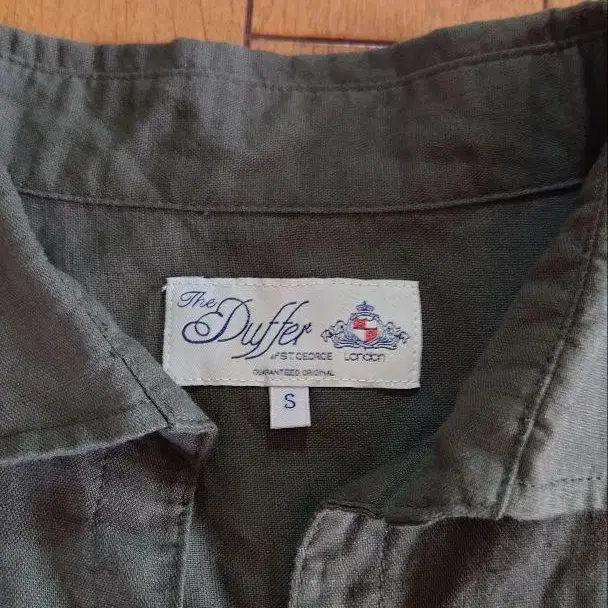 The
Duffer
of ST.GEORGE London
GUARANTEED ORIGINAL
S